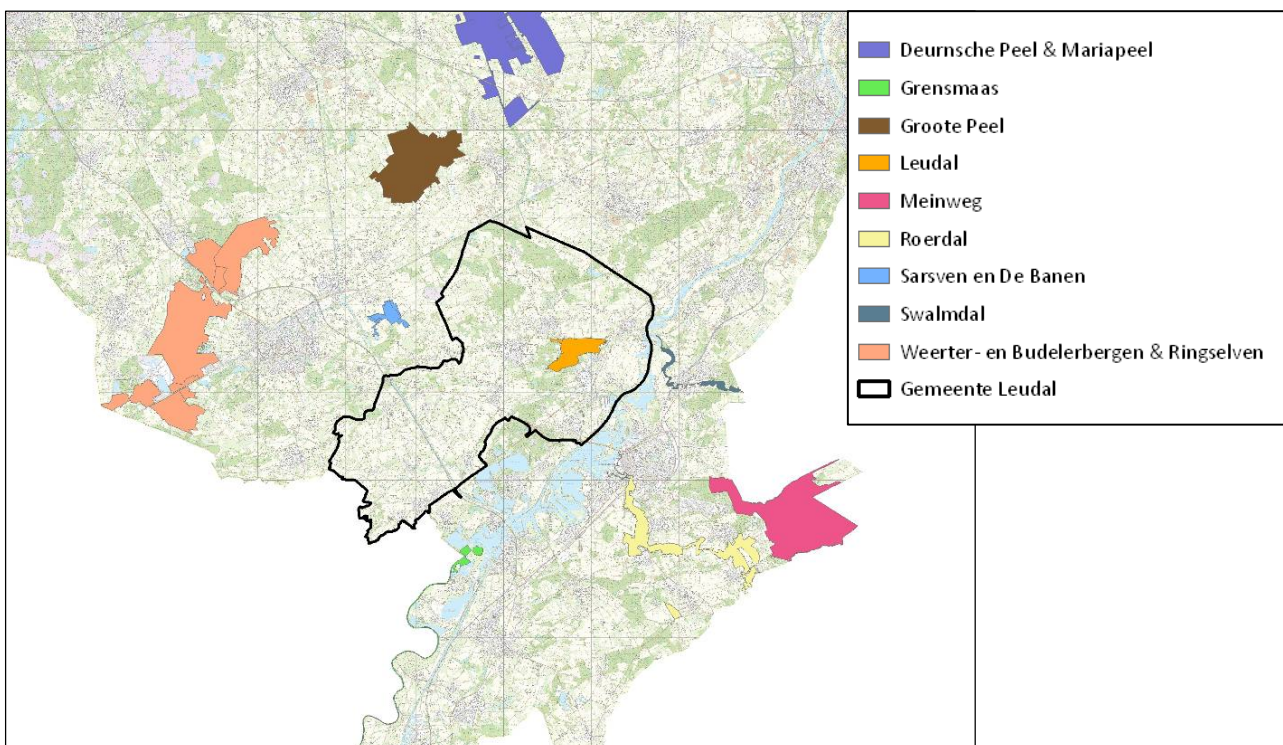 Deurnsche Peel & Mariapeel
Grensmaas
Groote Peel
Leudal
Meinweg
Roerdal
Sarsven en De Banen
Swalmdal
Weerter- en Budelerbergen & Ringselven
Gemeente Leudal